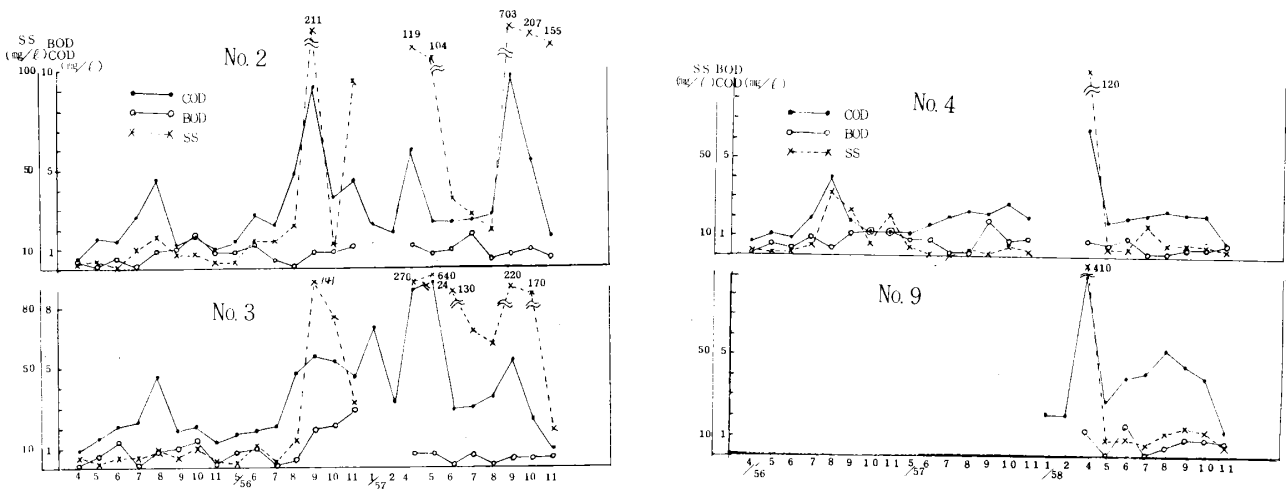 211
703
207
155
119
104
SS BOD
(mg/ℓ) COD
(mg/ℓ)
No. 2
100 10
COD
BOD
SS
50 5
10 1
141
270
640
24
130
220
170
80 8
No. 3
50 5
10 1
4 5 6 7 8 9 10 11 5 6 7 8 9 10 11 1 2 4 5 6 7 8 9 10 11
/56 /57
SS BOD
(mg/ℓ) COD (mg/ℓ)
No. 4
120
COD
BOD
SS
50 5
10 1
410
No. 9
50 5
10 1
4 5 6 7 8 9 10 11 5 6 7 8 9 10 11 1 2 4 5 6 7 8 9 10 11
/56 /57 /58